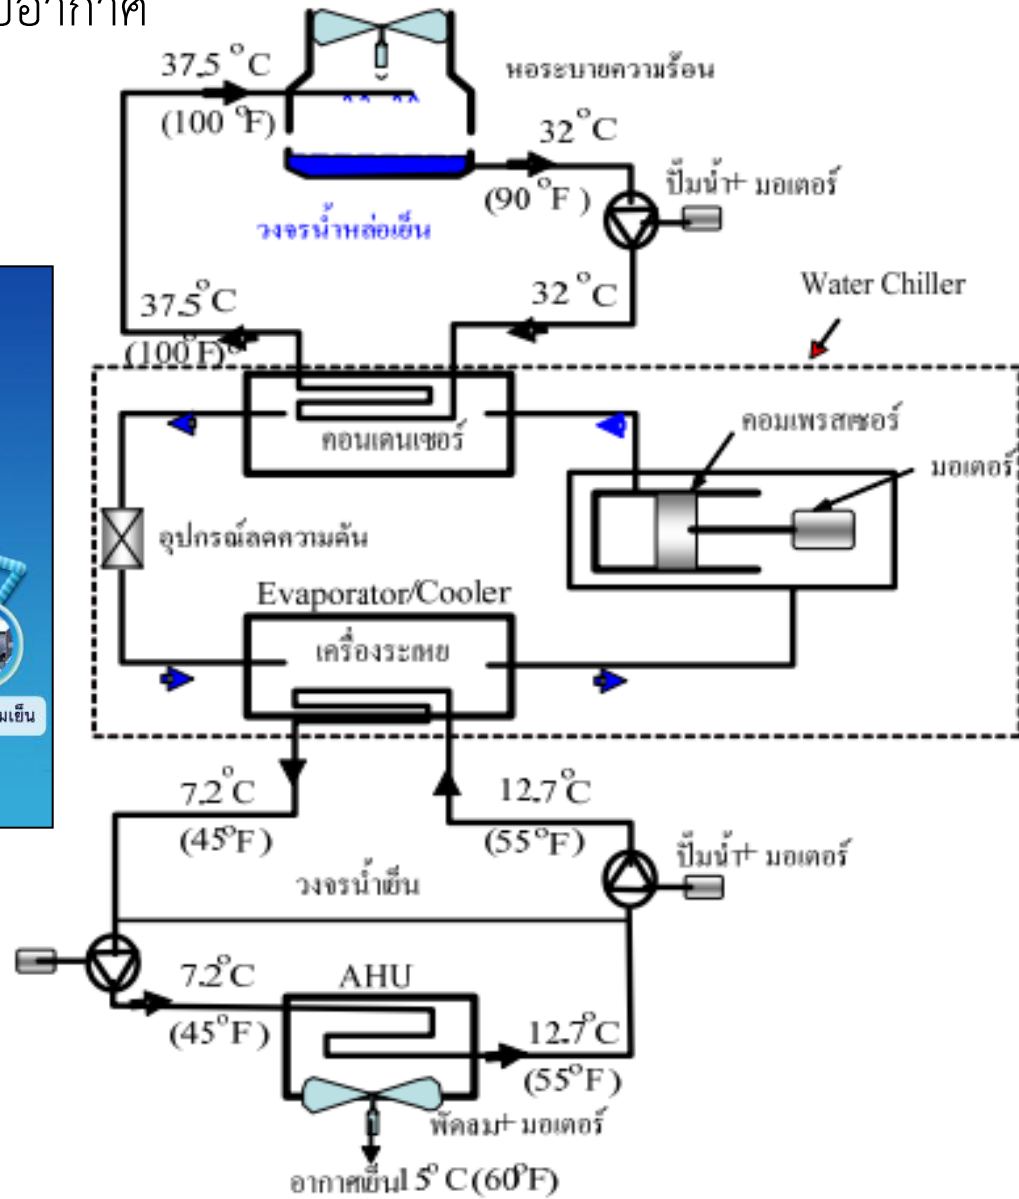 37.5 °C
(100 °F)
หอระบายความร้อน
32 °C
(90 °F)
ปั๊มน้ำ+ มอเตอร์
วงจรน้ำหล่อเย็น
37.5°C
(100°F)
32 °C
Water Chiller
คอนเดนเซอร์
คอมเพรสเซอร์
มอเตอร์
อุปกรณ์ลดความดัน
Evaporator/Cooler
เครื่องระเหย
7.2°C
(45°F)
12.7°C
(55°F)
ปั๊มน้ำ+ มอเตอร์
วงจรน้ำเย็น
7.2°C
(45°F)
AHU
12.7°C
(55°F)
พัดลม+ มอเตอร์
อากาศเย็น15° C (60°F)